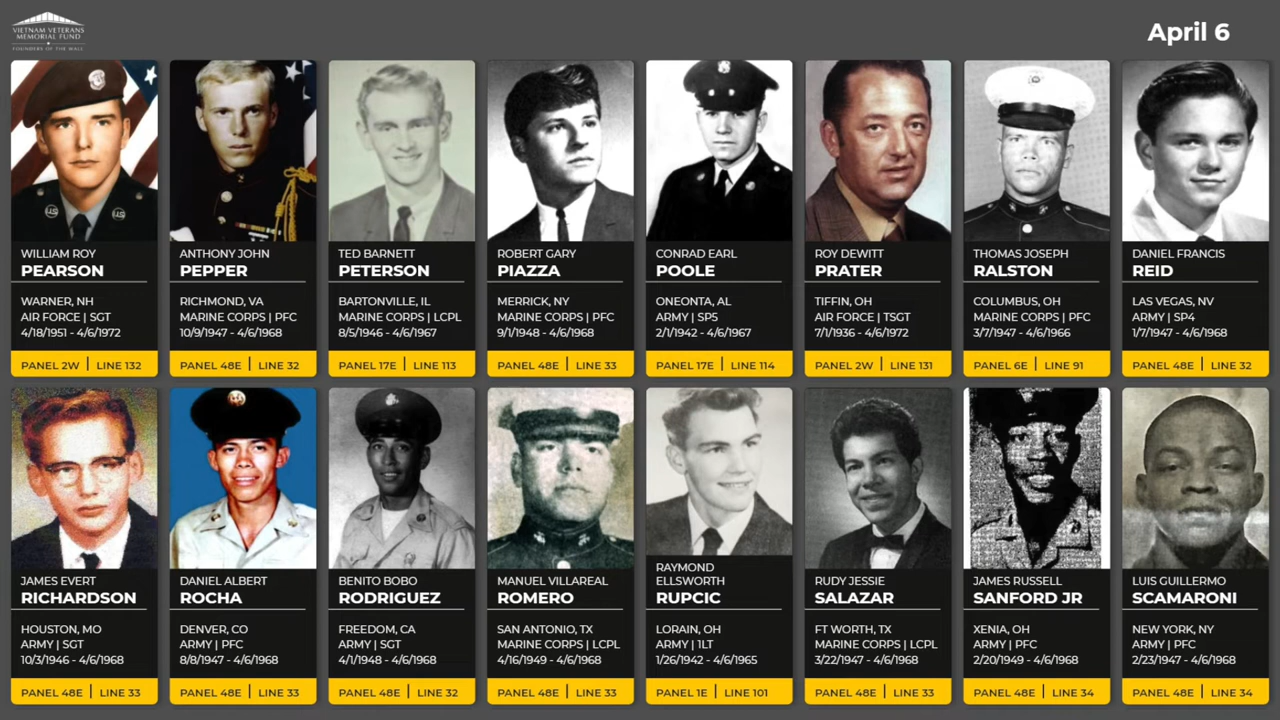 VIETNAM VETERANS
MEMORIAL FUND
FOUNDERS OF THE WALL
April 6
WILLIAM ROY
PEARSON
WARNER, NH
AIR FORCE | SGT
4/18/1951 - 4/6/1972
PANEL 2W | LINE 132
ANTHONY JOHN
PEPPER
RICHMOND, VA
MARINE CORPS | PFC
10/9/1947 - 4/6/1968
PANEL 48E | LINE 32
TED BARNETT
PETERSON
BARTONVILLE, IL
MARINE CORPS | LCPL
8/5/1946 - 4/6/1967
PANEL 17E | LINE 113
ROBERT GARY
PIAZZA
MERRICK, NY
MARINE CORPS | PFC
9/1/1948 - 4/6/1968
PANEL 48E | LINE 33
CONRAD EARL
POOLE
ONEONTA, AL
ARMY | SP5
2/1/1942 - 4/6/1967
PANEL 17E | LINE 114
ROY DEWITT
PRATER
TIFFIN, OH
AIR FORCE | TSGT
7/1/1936 - 4/6/1972
PANEL 2W | LINE 131
THOMAS JOSEPH
RALSTON
COLUMBUS, OH
MARINE CORPS | PFC
3/7/1947 - 4/6/1966
PANEL 6E | LINE 91
DANIEL FRANCIS
REID
LAS VEGAS, NV
ARMY | SP4
1/7/1947 - 4/6/1968
PANEL 48E | LINE 32
JAMES EVERT
RICHARDSON
HOUSTON, MO
ARMY | SGT
10/3/1946 - 4/6/1968
PANEL 48E | LINE 33
DANIEL ALBERT
ROCHA
DENVER, CO
ARMY | PFC
8/8/1947 - 4/6/1968
PANEL 48E | LINE 33
BENITO BOBO
RODRIGUEZ
FREEDOM, CA
ARMY | SGT
4/1/1948 - 4/6/1968
PANEL 48E | LINE 32
MANUEL VILLAREAL
ROMERO
SAN ANTONIO, TX
MARINE CORPS | LCPL
4/16/1949 - 4/6/1968
PANEL 48E | LINE 33
RAYMOND
ELLSWORTH
RUPCIC
LORAIN, OH
ARMY | 1LT
1/26/1942 - 4/6/1965
PANEL 1E | LINE 101
RUDY JESSIE
SALAZAR
FT WORTH, TX
MARINE CORPS | LCPL
3/22/1947 - 4/6/1968
PANEL 48E | LINE 33
JAMES RUSSELL
SANFORD JR
XENIA, OH
ARMY | PFC
2/20/1949 - 4/6/1968
PANEL 48E | LINE 34
LUIS GUILLERMO
SCAMARONI
NEW YORK, NY
ARMY | PFC
2/23/1947 - 4/6/1968
PANEL 48E | LINE 34